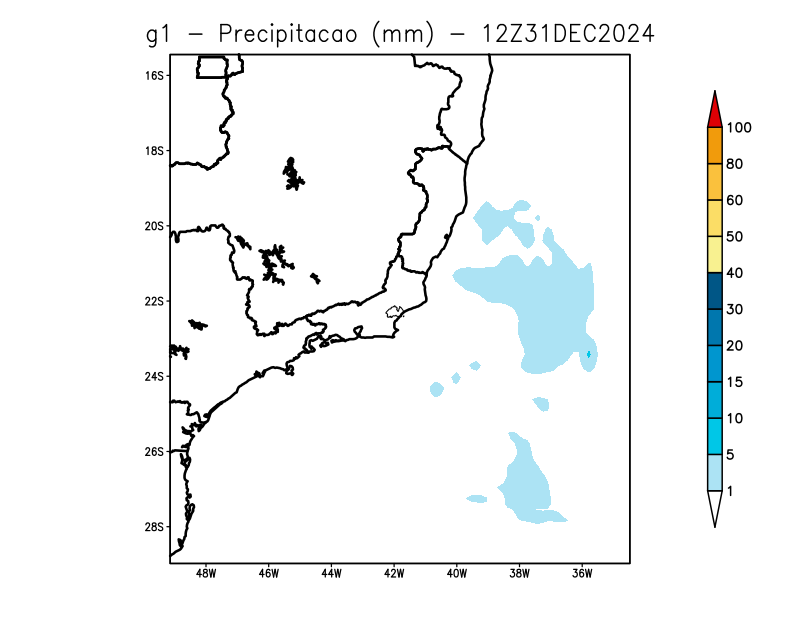 g1 – Precipitacao (mm) – 12Z31DEC2024
16S
18S
20S
22S
24S
26S
28S
48W 46W 44W 42W 40W 38W 36W
100
80
60
50
40
30
20
15
10
5
1